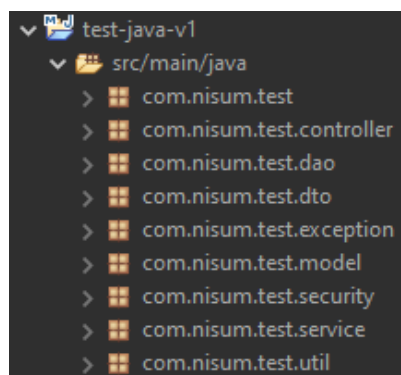 test-java-v1
src/main/java
com.nisum.test
com.nisum.test.controller
com.nisum.test.dao
com.nisum.test.dto
com.nisum.test.exception
com.nisum.test.model
com.nisum.test.security
com.nisum.test.service
com.nisum.test.util